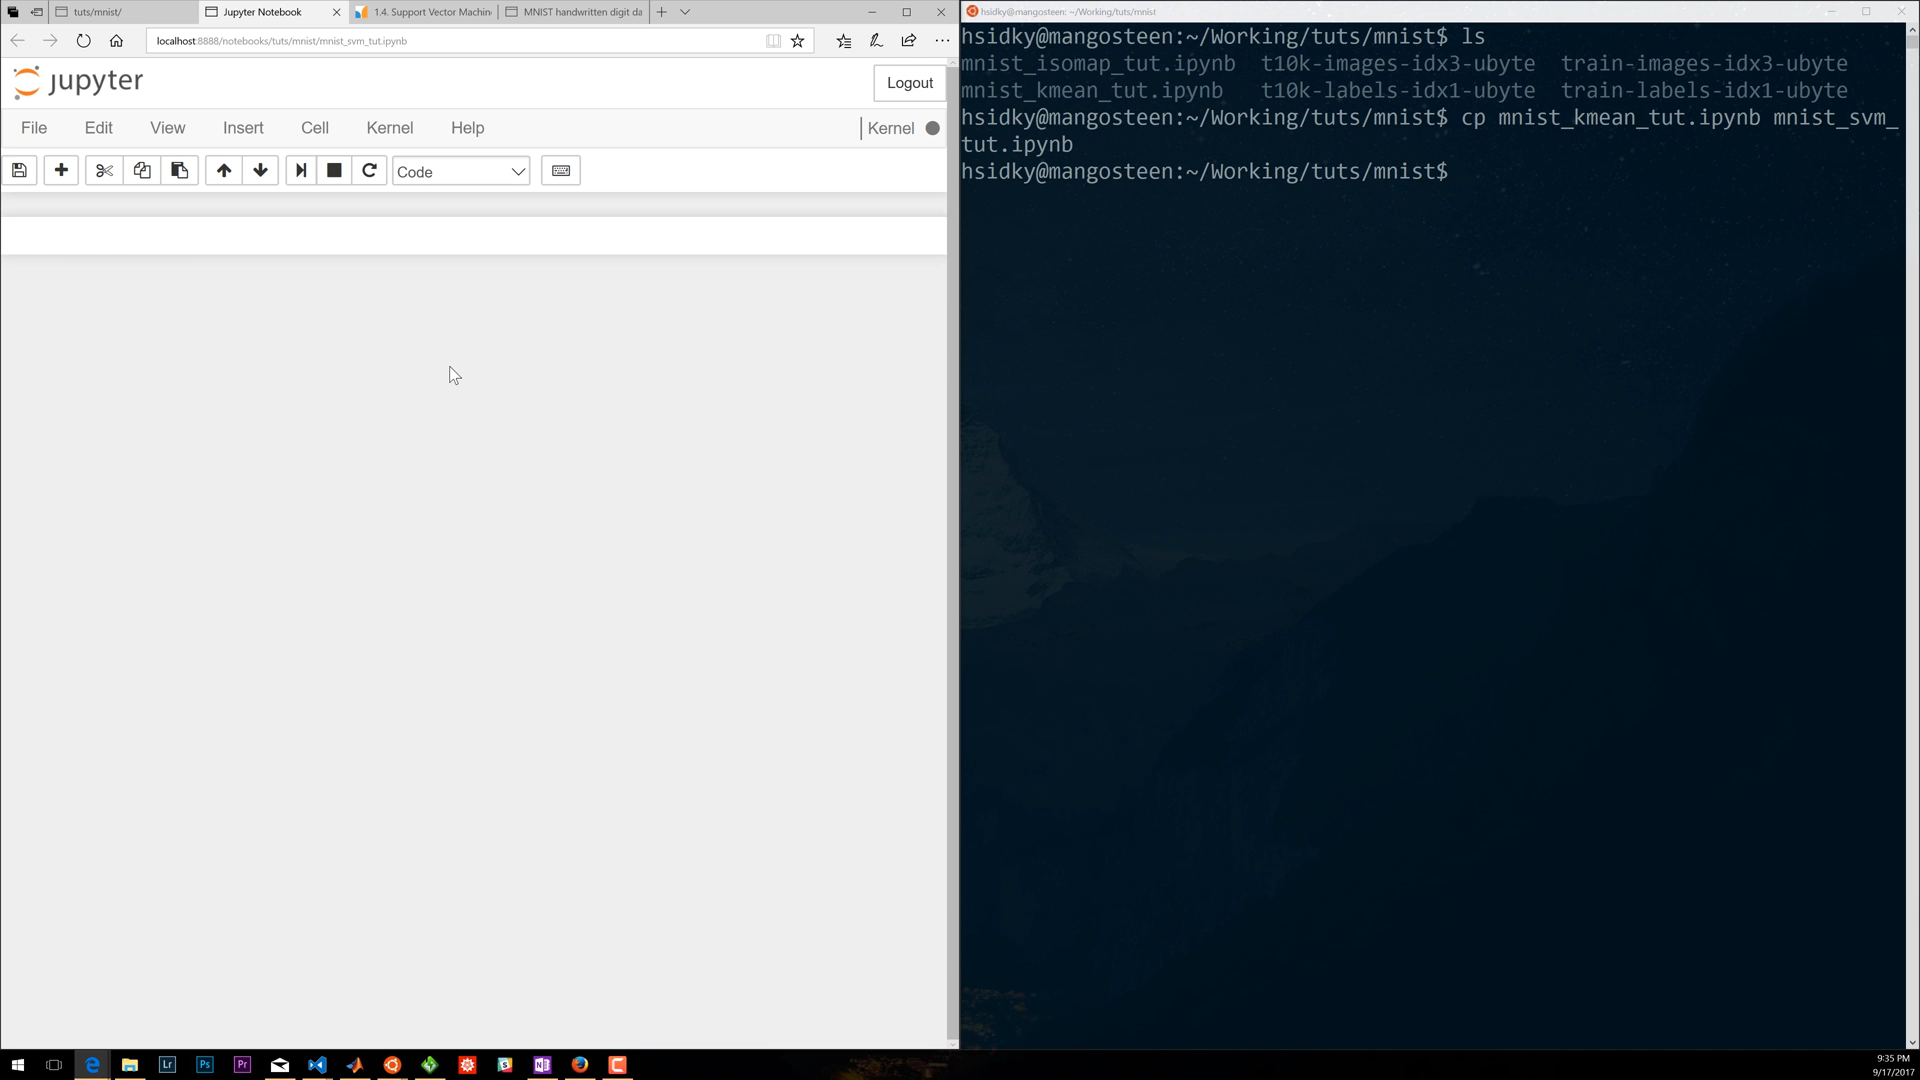 tuts/mnist/
Jupyter Notebook
1.4. Support Vector Machin
MNIST handwritten digit da
localhost:8888/notebooks/tuts/mnist/mnist_svm_tut.ipynb
jupyter
Logout
File Edit View Insert Cell Kernel Help
Kernel
Code
hsidky@mangosteen: ~/Working/tuts/mnist
hsidky@mangosteen:~/Working/tuts/mnist$ ls
mnist_isomap_tut.ipynb t10k-images-idx3-ubyte train-images-idx3-ubyte
mnist_kmean_tut.ipynb t10k-labels-idx1-ubyte train-labels-idx1-ubyte
hsidky@mangosteen:~/Working/tuts/mnist$ cp mnist_kmean_tut.ipynb mnist_svm_
tut.ipynb
hsidky@mangosteen:~/Working/tuts/mnist$
Lr
Ps
Pr
9:35 PM
9/17/2017